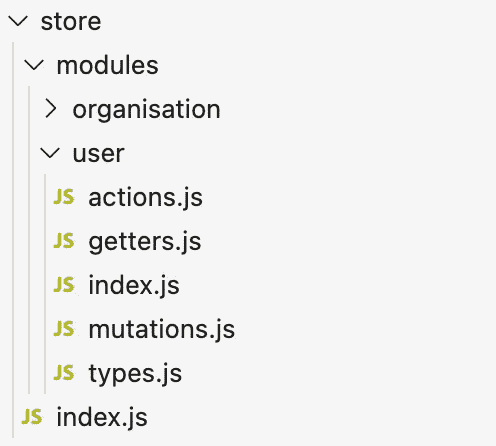 store
modules
organisation
user
JS actions.js
JS getters.js
JS index.js
JS mutations.js
JS types.js
JS index.js